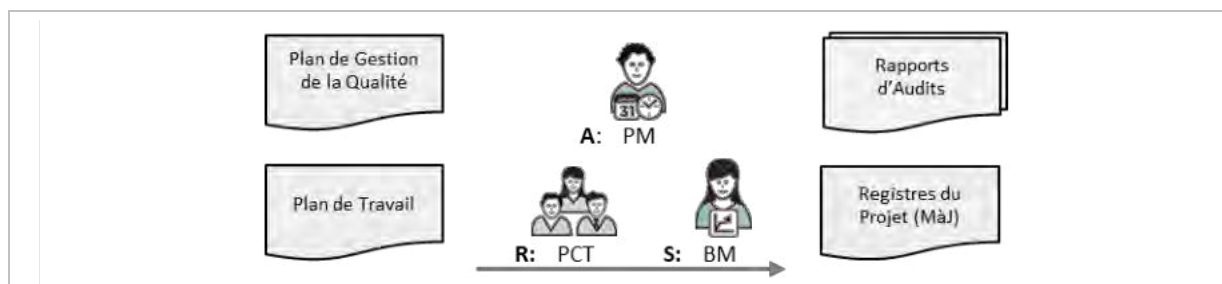 Plan de Gestion
de la Qualité
Plan de Travail
31
A: PM
R: PCT S: BM
Rapports
d'Audits
Registres du
Projet (MàJ)